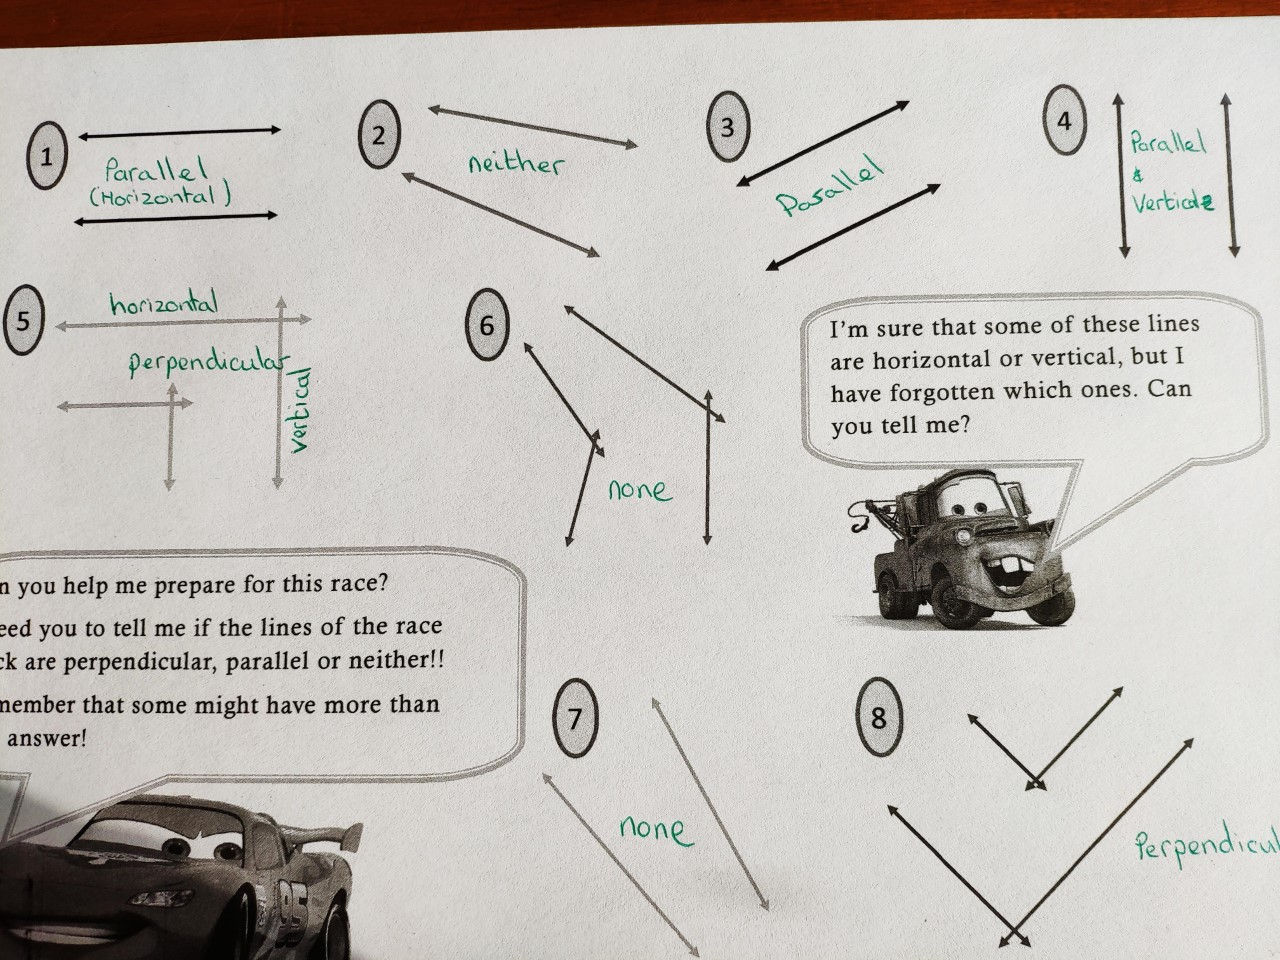 1
Parallel
(Horizontal)
2
neither
3
Parallel
4
Parallel
&
Vertical
5
horizontal
perpendicular
vertical
6
none
I'm sure that some of these lines
are horizontal or vertical, but I
have forgotten which ones. Can
you tell me?
n you help me prepare for this race?
eed you to tell me if the lines of the race
ck are perpendicular, parallel or neither!!
member that some might have more than
answer!
7
none
8
Perpendicul
95